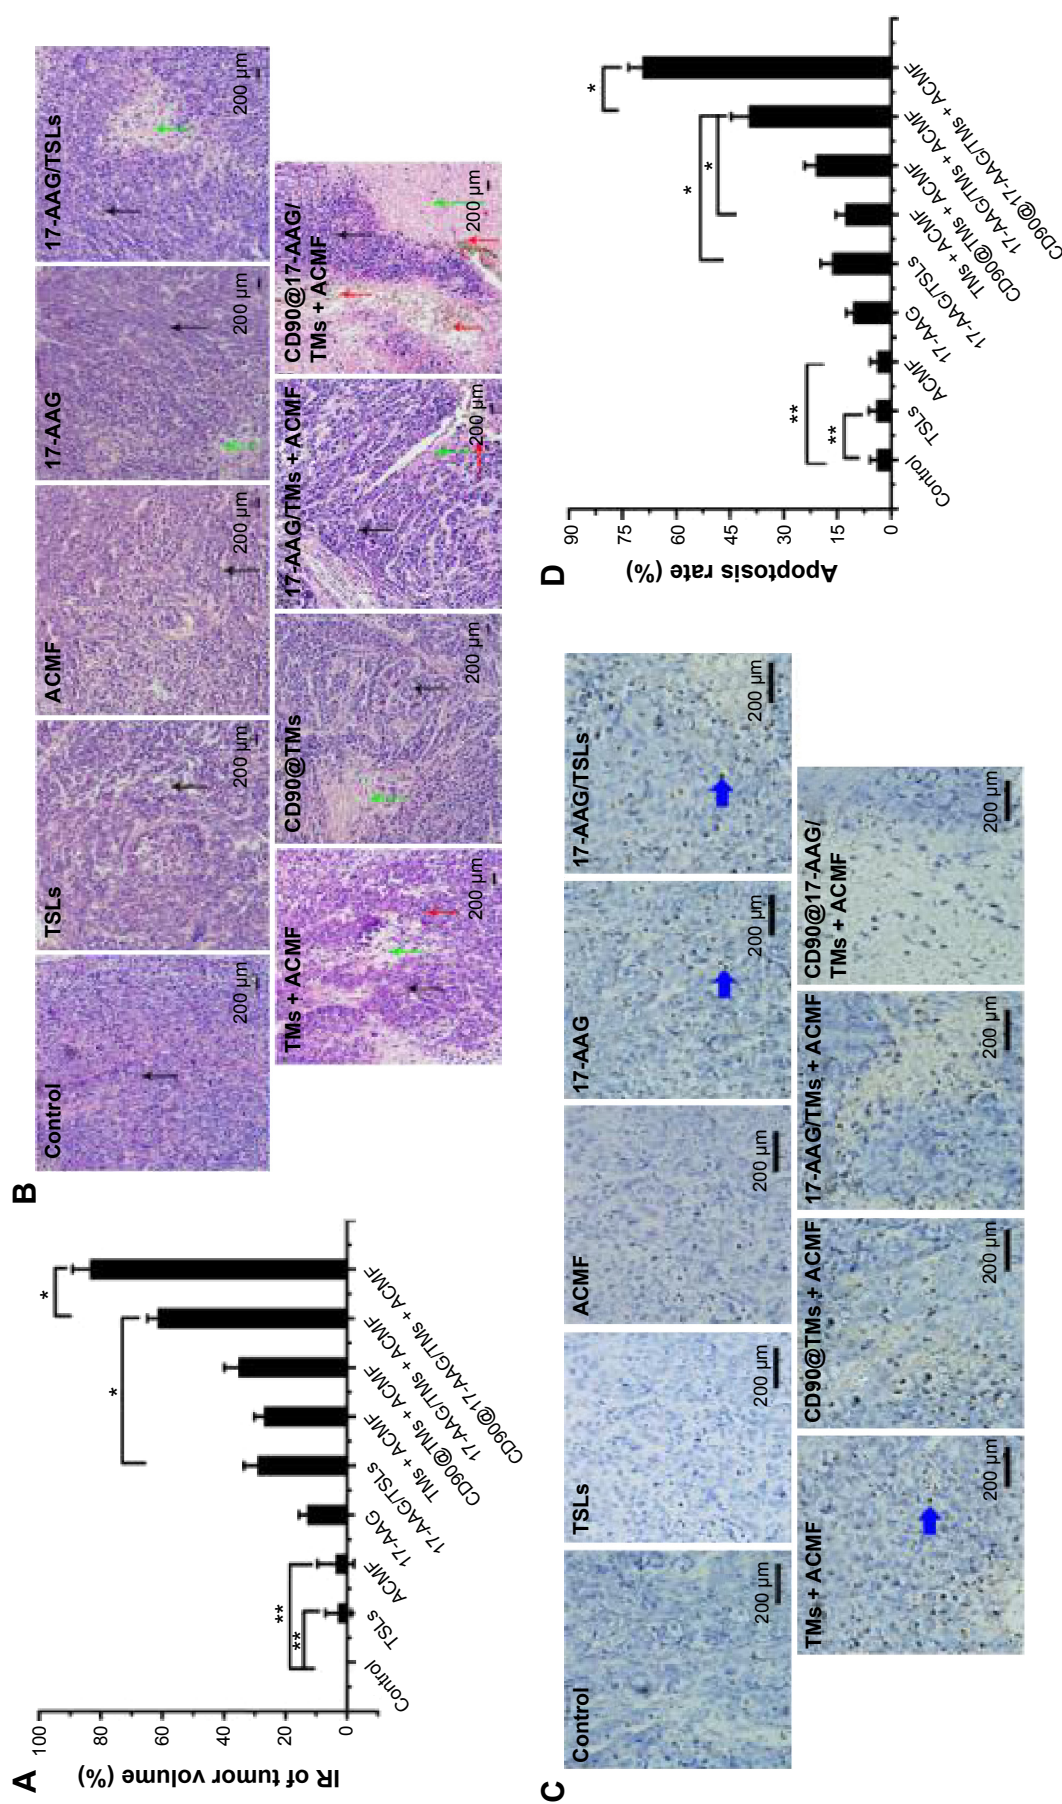 A
IR of tumor volume (%)
100
80
60
40
20
0
Control
TSLs
ACMF
17-AAG
17-AAG/TSLs
TMs + ACMF
CD90@TMs + ACMF
17-AAG/TMs + ACMF
CD90@17-AAG/TMs + ACMF
**
**
*
*
B
Control
200 µm
TSLs
200 µm
ACMF
200 µm
17-AAG
200 µm
17-AAG/TSLs
200 µm
TMs + ACMF
200 µm
CD90@TMs
200 µm
17-AAG/TMs + ACMF
200 µm
CD90@17-AAG/
TMs + ACMF
200 µm
C
Control
200 µm
TSLs
200 µm
ACMF
200 µm
17-AAG
200 µm
17-AAG/TSLs
200 µm
TMs + ACMF
200 µm
CD90@TMs + ACMF
200 µm
17-AAG/TMs + ACMF
200 µm
CD90@17-AAG/
TMs + ACMF
200 µm
D
Apoptosis rate (%)
90
75
60
45
30
15
0
Control
TSLs
ACMF
17-AAG
17-AAG/TSLs
TMs + ACMF
CD90@TMs + ACMF
17-AAG/TMs + ACMF
CD90@17-AAG/TMs + ACMF
**
**
*
*
*